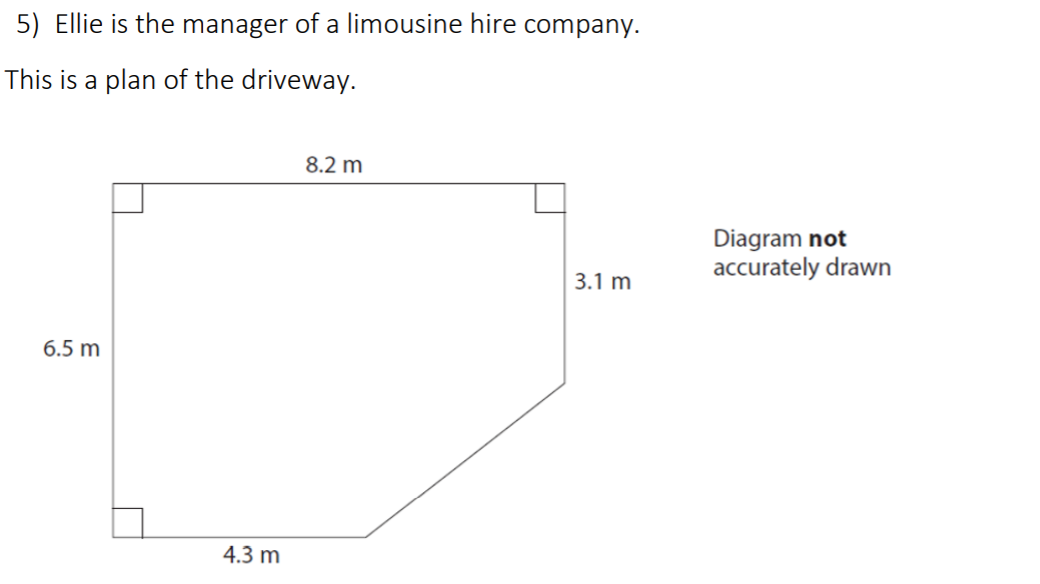 5) Ellie is the manager of a limousine hire company.
This is a plan of the driveway.
8.2 m
Diagram not
accurately drawn
3.1 m
6.5 m
4.3 m